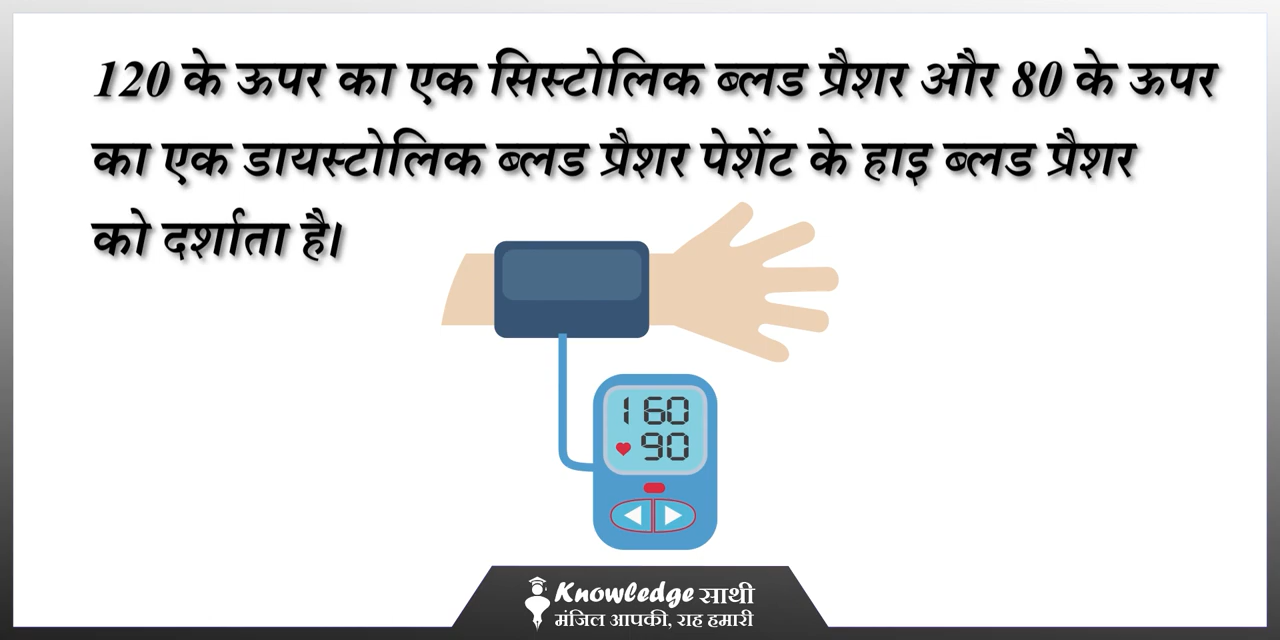 120 के ऊपर का एक सिस्टोलिक ब्लड प्रैशर और 80 के ऊपर
का एक डायस्टोलिक ब्लड प्रैशर पेशेंट के हाइ ब्लड प्रैशर
को दर्शाता है।
160
90
Knowledge साथी
मंजिल आपकी, राह हमारी